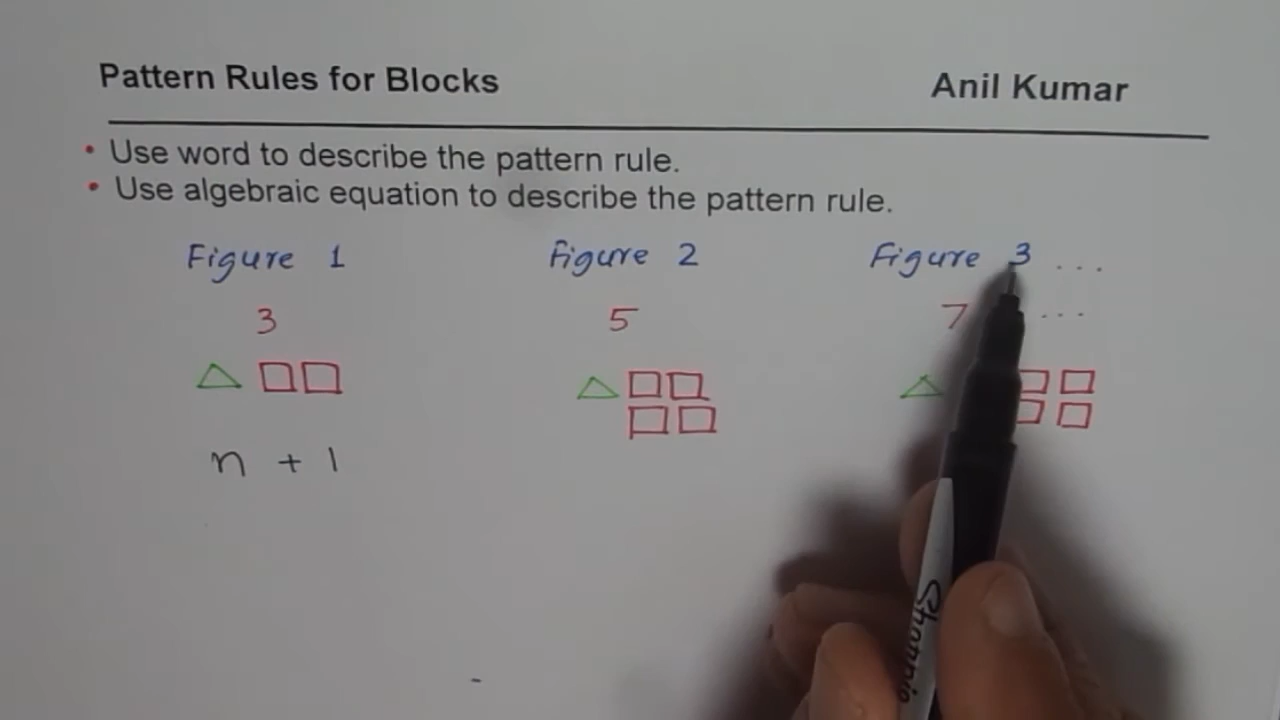 Pattern Rules for Blocks Anil Kumar
• Use word to describe the pattern rule.
• Use algebraic equation to describe the pattern rule.
Figure 1 Figure 2 Figure 3 ...
3 5 7 ...
n + 1
Sharpie